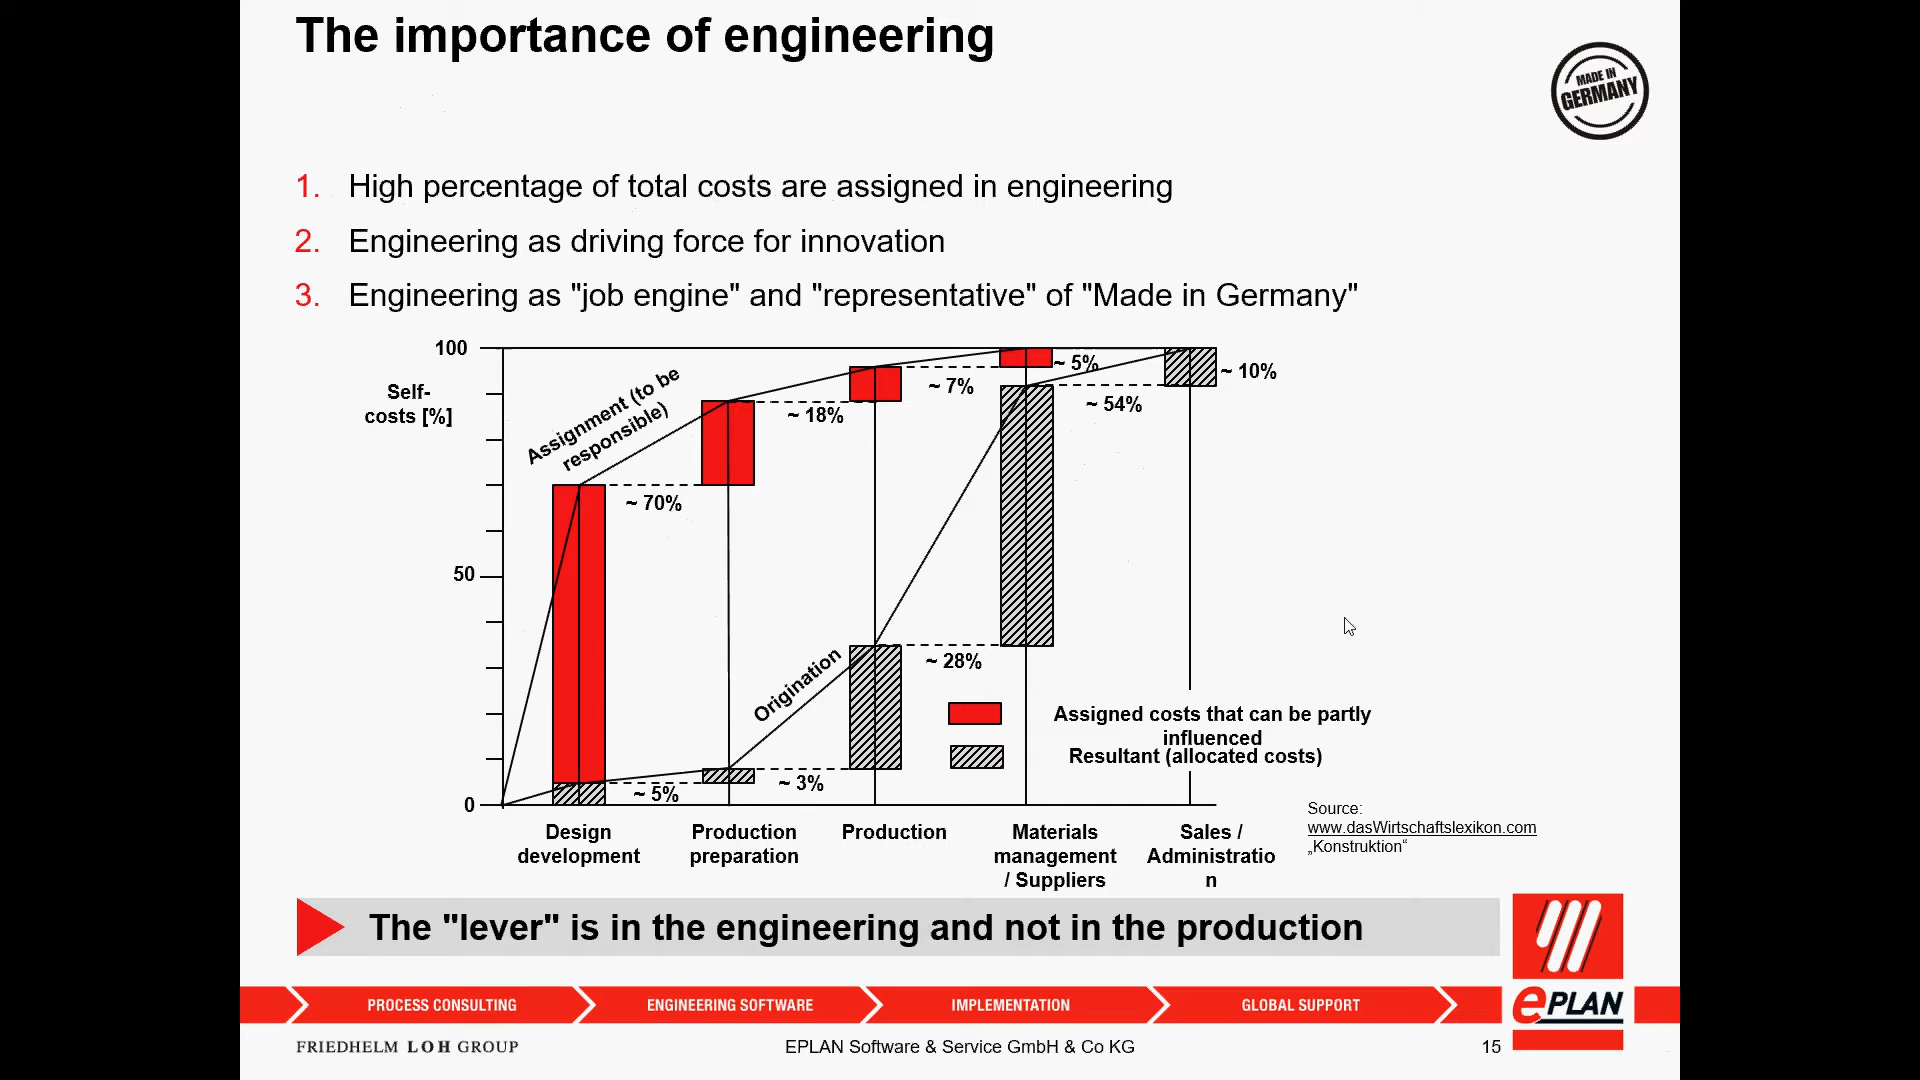 The importance of engineering
MADE IN
GERMANY
1. High percentage of total costs are assigned in engineering
2. Engineering as driving force for innovation
3. Engineering as "job engine" and "representative" of "Made in Germany"
100
Self-
costs [%]
50
0
Assignment (to be
responsible)
~ 70%
~ 18%
~ 7%
~ 5%
~ 10%
~ 54%
Origination
~ 28%
~ 5%
~ 3%
Assigned costs that can be partly
influenced
Resultant (allocated costs)
Design
development
Production
preparation
Production
Materials
management
/ Suppliers
Sales /
Administratio
n
Source:
www.dasWirtschaftslexikon.com
„Konstruktion“
The "lever" is in the engineering and not in the production
PROCESS CONSULTING
ENGINEERING SOFTWARE
IMPLEMENTATION
GLOBAL SUPPORT
ePLAN
FRIEDHELM LOH GROUP
EPLAN Software & Service GmbH & Co KG
15